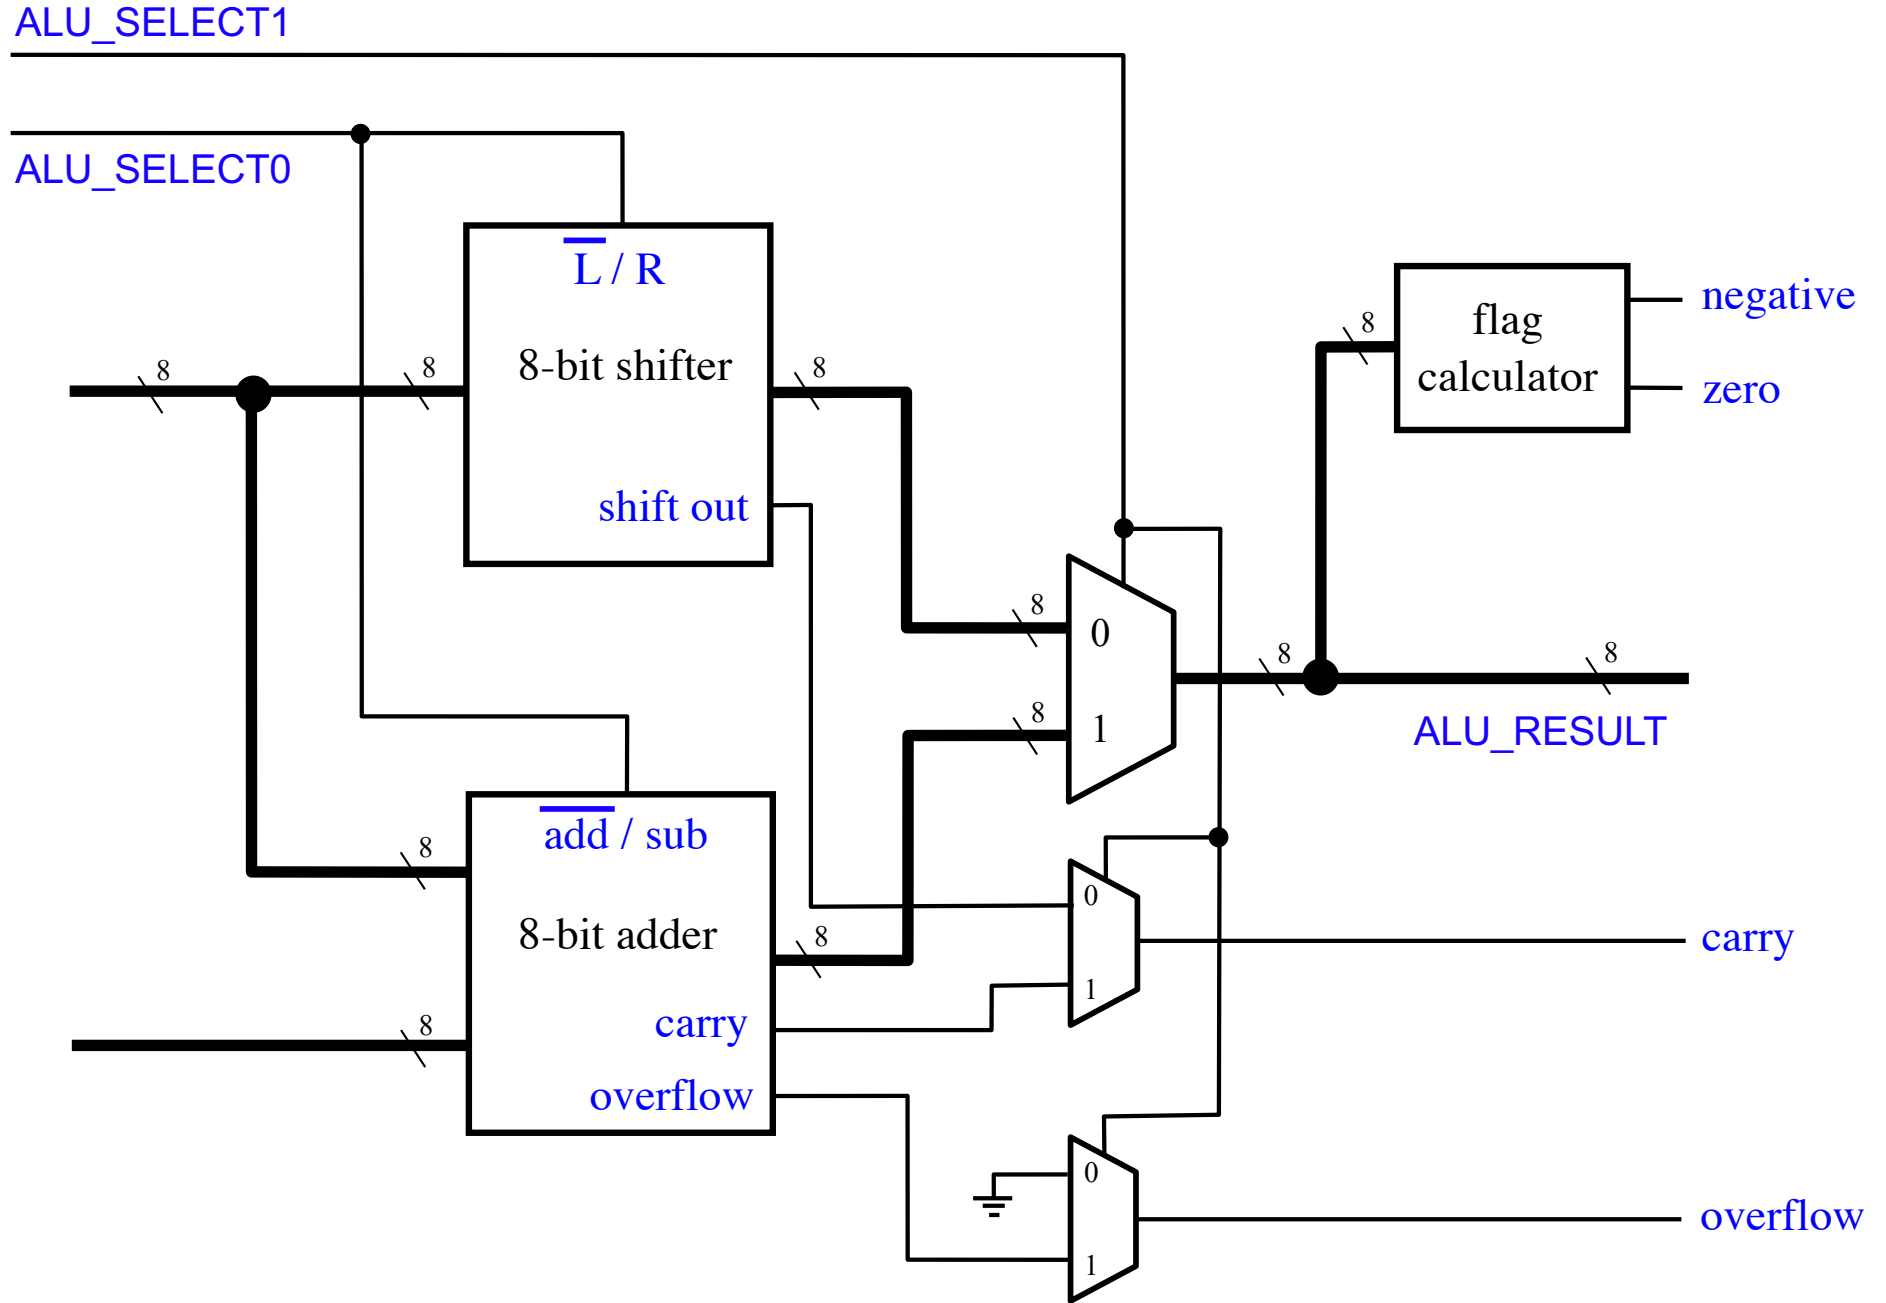 ALU_SELECT1
ALU_SELECT0
L / R
8-bit shifter
shift out
8
8
8
add / sub
8-bit adder
carry
overflow
8
8
8
8
8
0
1
0
1
0
1
8
8
8
flag
calculator
negative
zero
ALU_RESULT
carry
overflow